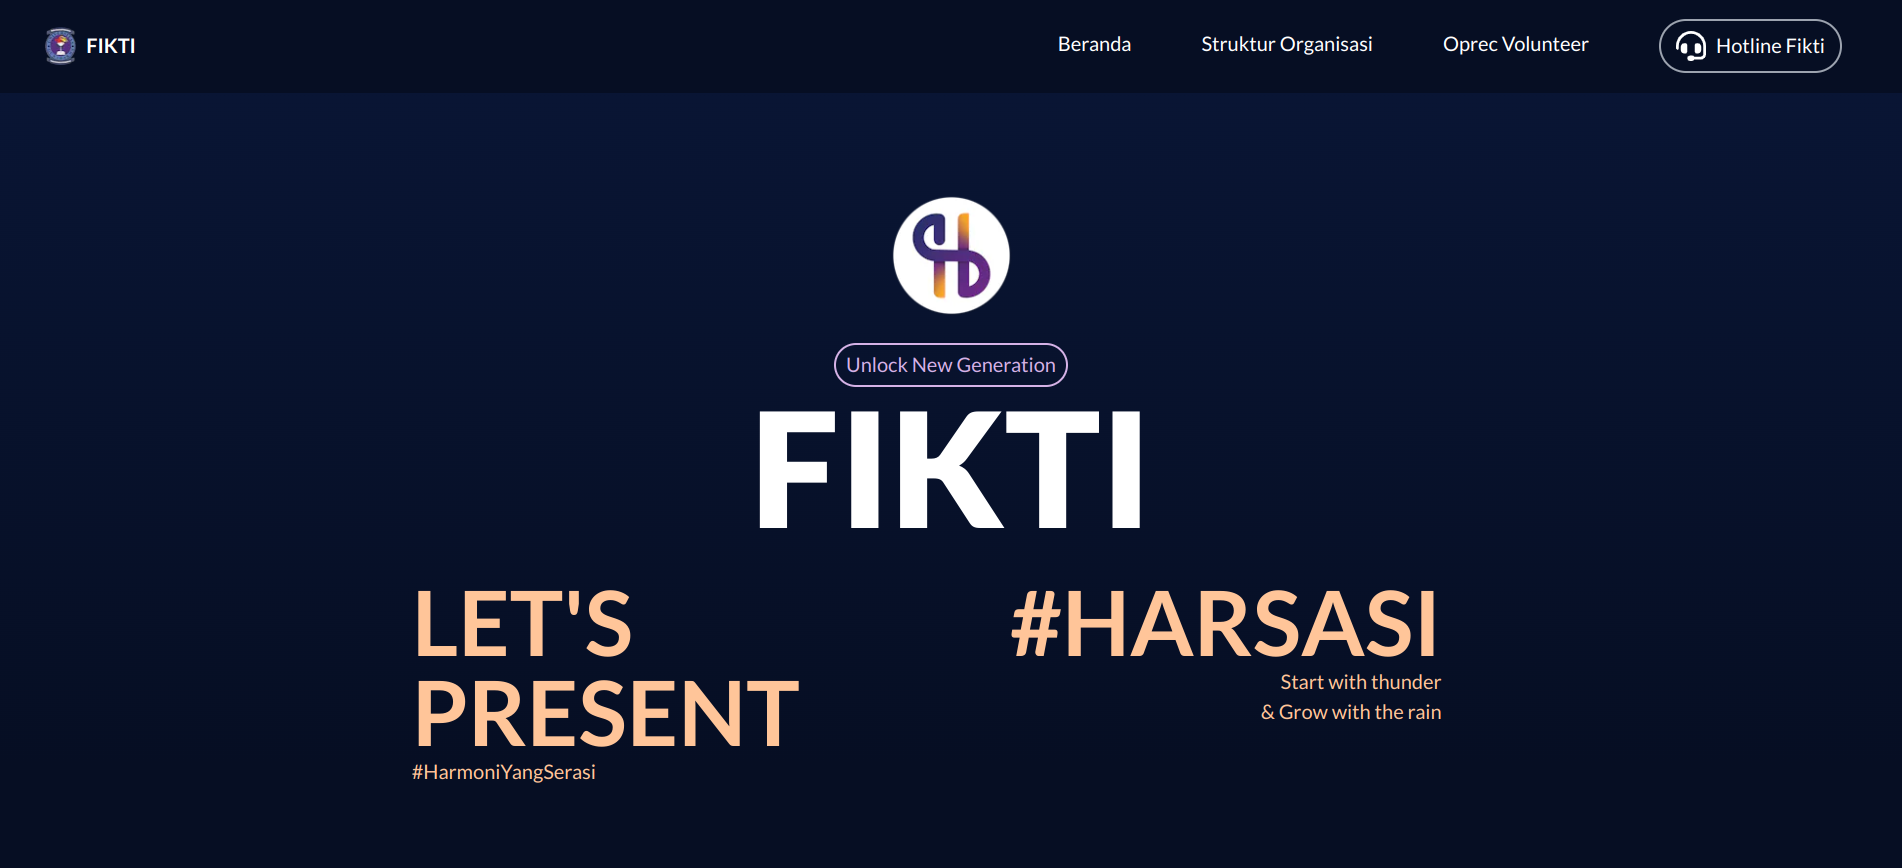 FIKTI
Beranda
Struktur Organisasi
Oprec Volunteer
Hotline Fikti
Unlock New Generation
FIKTI
LET'S
PRESENT
#HarmoniYangSerasi
#HARSASI
Start with thunder
& Grow with the rain